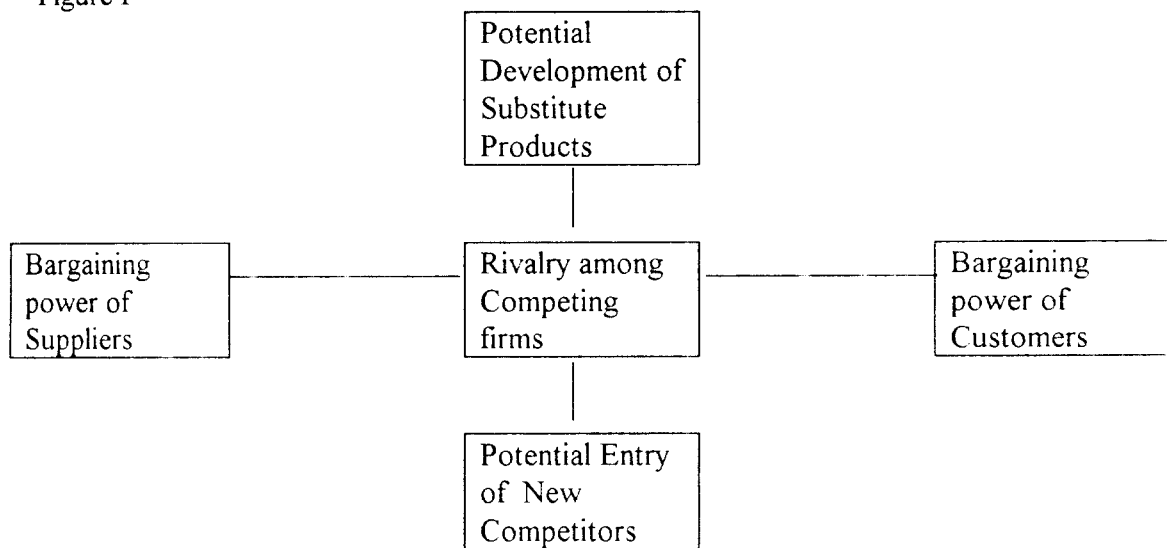 Figure 1
Potential
Development of
Substitute
Products
Bargaining
power of
Suppliers
Rivalry among
Competing
firms
Bargaining
power of
Customers
Potential Entry
of New
Competitors